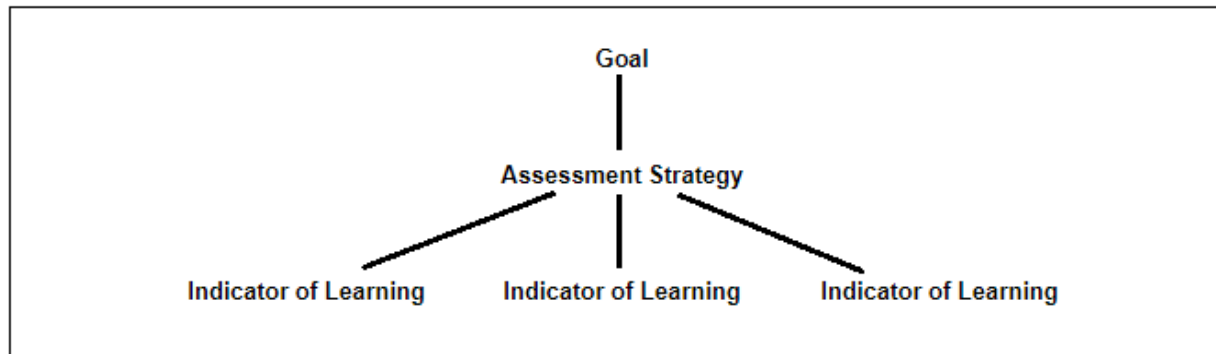 Goal
Assessment Strategy
Indicator of Learning Indicator of Learning Indicator of Learning